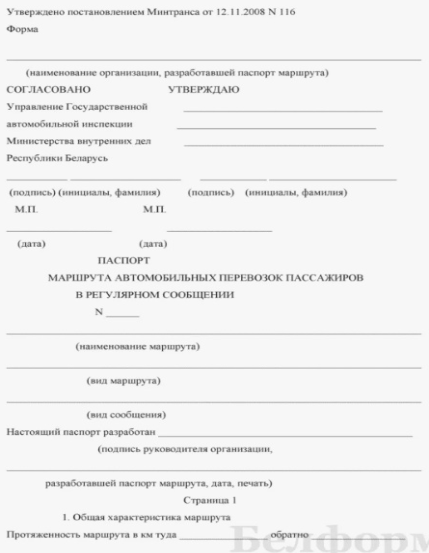 Утверждено постановлением Минтранса от 12.11.2008 N 116
Форма
(наименование организации, разработавшей паспорт маршрута)
СОГЛАСОВАНО УТВЕРЖДАЮ
Управление Государственной
автомобильной инспекции
Министерства внутренних дел
Республики Беларусь
(подпись) (инициалы, фамилия) (подпись) (инициалы, фамилия)
М.П. М.П.
(дата) (дата)
ПАСПОРТ
МАРШРУТА АВТОМОБИЛЬНЫХ ПЕРЕВОЗОК ПАССАЖИРОВ
В РЕГУЛЯРНОМ СООБЩЕНИИ
N ______
(наименование маршрута)
(вид маршрута)
(вид сообщения)
Настоящий паспорт разработан
(подпись руководителя организации,
разработавшей паспорт маршрута, дата, печать)
Страница 1
1. Общая характеристика маршрута
Протяженность маршрута в км туда обратно
Белформ